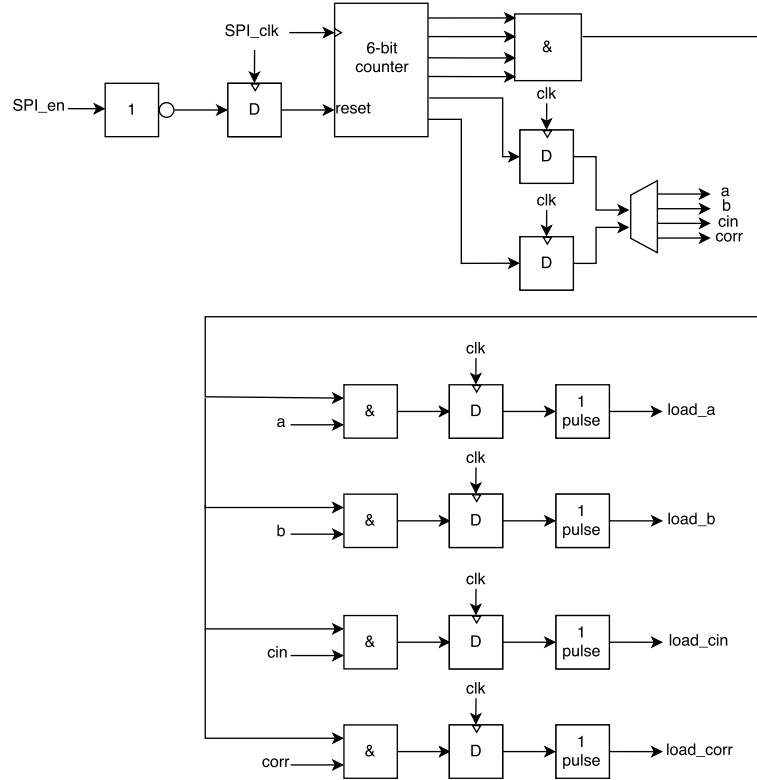 SPI_clk
6-bit
counter
&
SPI_en
1
D
reset
clk
D
clk
D
a
b
cin
corr
clk
a
&
D
1
pulse
load_a
clk
b
&
D
1
pulse
load_b
clk
cin
&
D
1
pulse
load_cin
clk
corr
&
D
1
pulse
load_corr